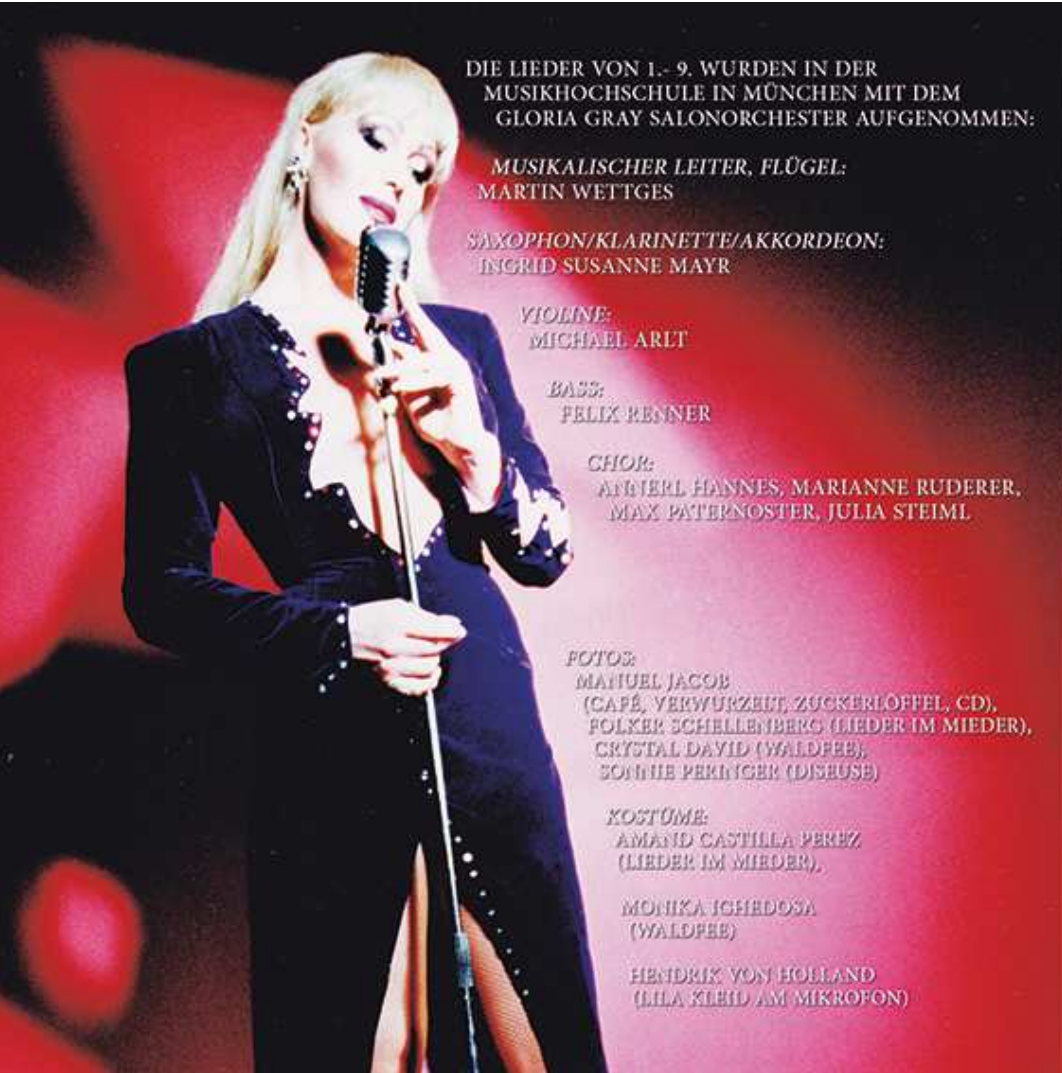 DIE LIEDER VON 1.- 9. WURDEN IN DER
MUSIKHOCHSCHULE IN MÜNCHEN MIT DEM
GLORIA GRAY SALONORCHESTER AUFGENOMMEN:
MUSIKALISCHER LEITER, FLÜGEL:
MARTIN WETTGES
SAXOPHON/KLARINETTE/AKKORDEON:
INGRID SUSANNE MAYR
VIOLINE:
MICHAEL ARLT
BASS:
FELIX RENNER
CHOR:
ANNERL HANNES, MARIANNE RUDERER,
MAX PATERNOSTER, JULIA STEIML
FOTOS:
MANUEL JACOB
(CAFÉ, VERWURZELT, ZUCKERLÖFFEL, CD),
FOLKER SCHELLENBERG (LIEDER IM MIEDER),
CRYSTAL DAVID (WALDFEE),
SONNIE PERINGER (DISEUSE)
KOSTÜME:
AMAND CASTILLA PEREZ
(LIEDER IM MIEDER),
MONIKA IGHEDOSA
(WALDFEE)
HENDRIK VON HOLLAND
(LILA KLEID AM MIKROFON)